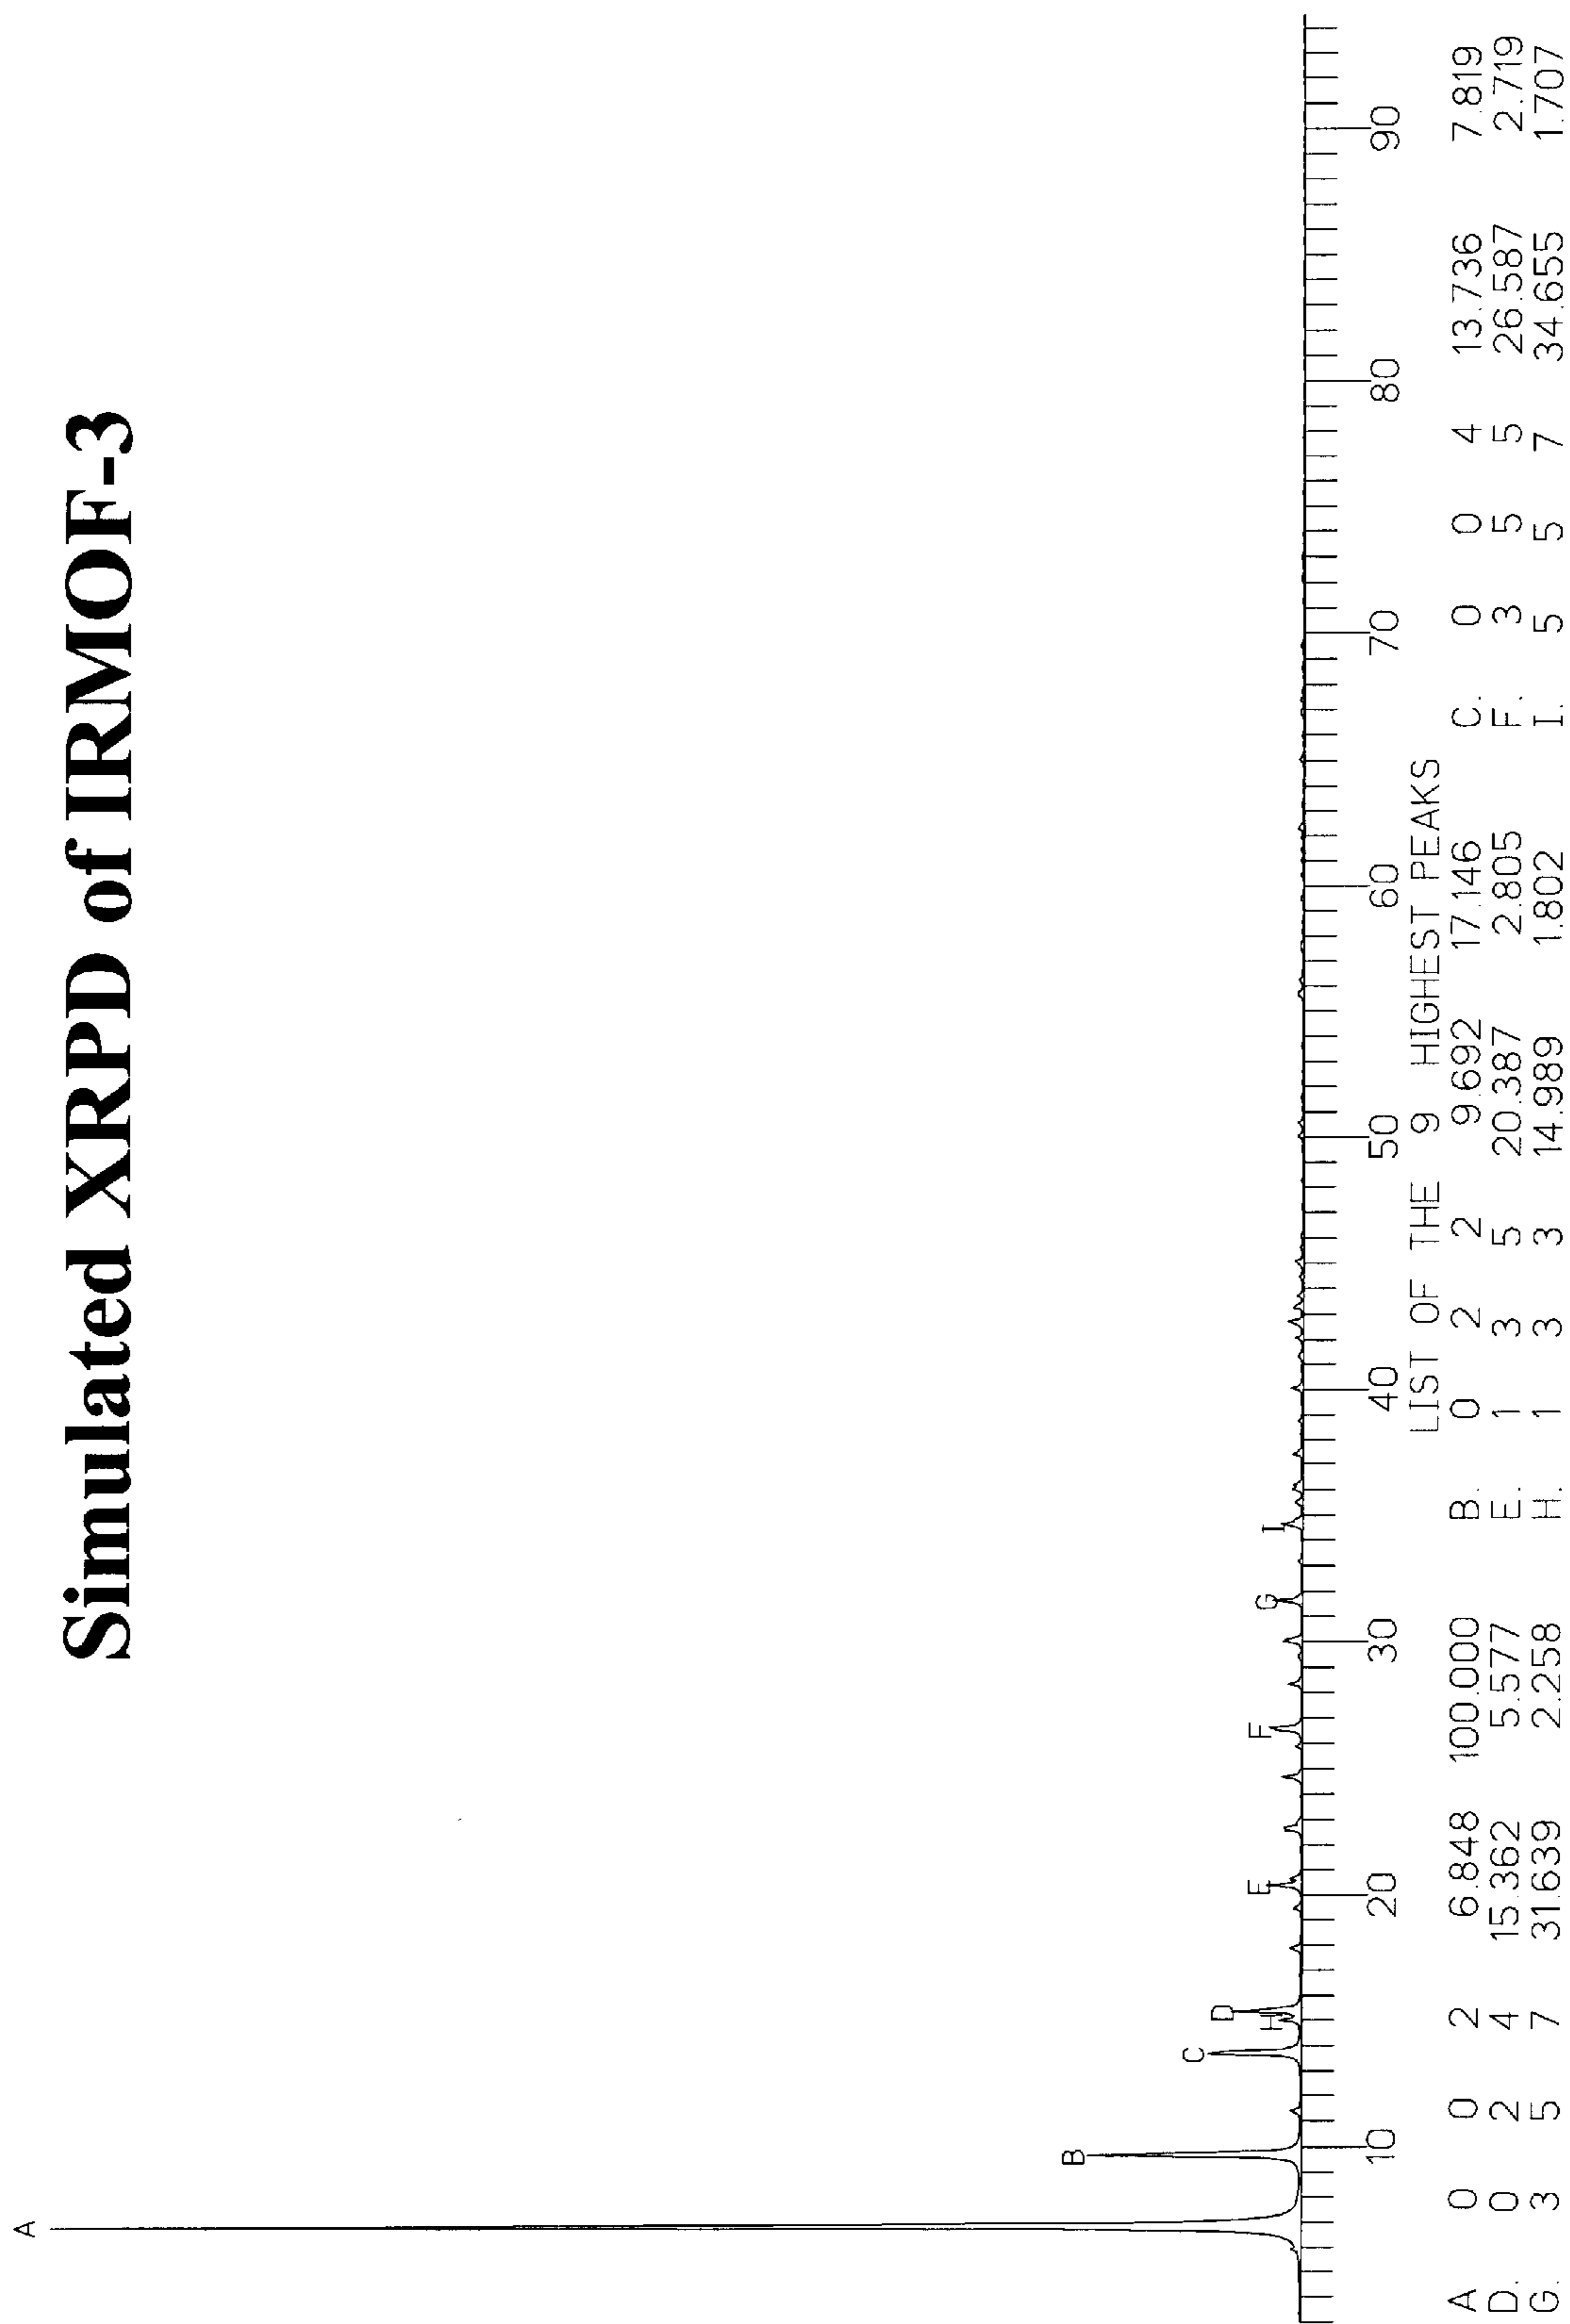 Simulated XRPD of IRMOF-3
A
B
C
D
H
E
F
G
I
10 20 30 40 50 60 70 80 90
LIST OF THE 9 HIGHEST PEAKS
A 0 0 2 6.848 100.000 B. 0 2 2 9.692 17.146 C. 0 0 4 13.736 7.819
D. 0 2 4 15.362 5.577 E. 1 3 5 20.387 2.805 F. 3 5 5 26.587 2.719
G. 3 5 7 31.639 2.258 H. 1 3 3 14.989 1.802 I. 5 5 7 34.655 1.707